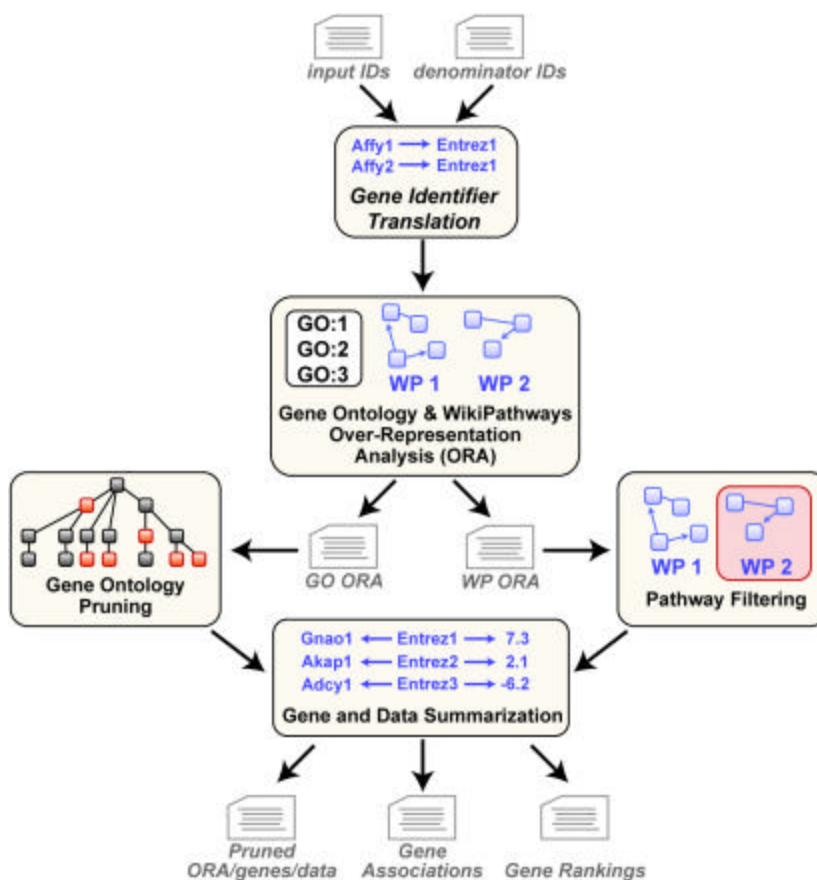 input IDs denominator IDs
Affy1 Entrez1
Affy2 Entrez1
Gene Identifier
Translation
GO:1
GO:2
GO:3
WP 1 WP 2
Gene Ontology & WikiPathways
Over-Representation
Analysis (ORA)
Gene Ontology
Pruning
GO ORA
WP ORA
WP 1 WP 2
Pathway Filtering
Gnao1 Entrez1 7.3
Akap1 Entrez2 2.1
Adcy1 Entrez3 -6.2
Gene and Data Summarization
Pruned
ORA/genes/data
Gene
Associations
Gene Rankings